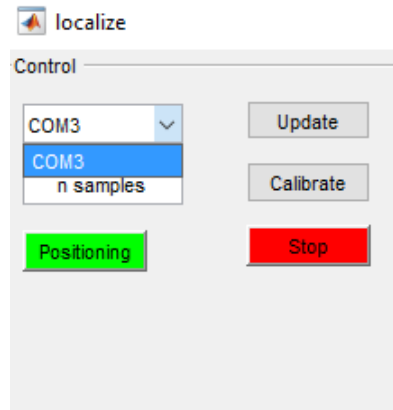 localize
Control
COM3
Update
COM3
n samples
Calibrate
Positioning
Stop